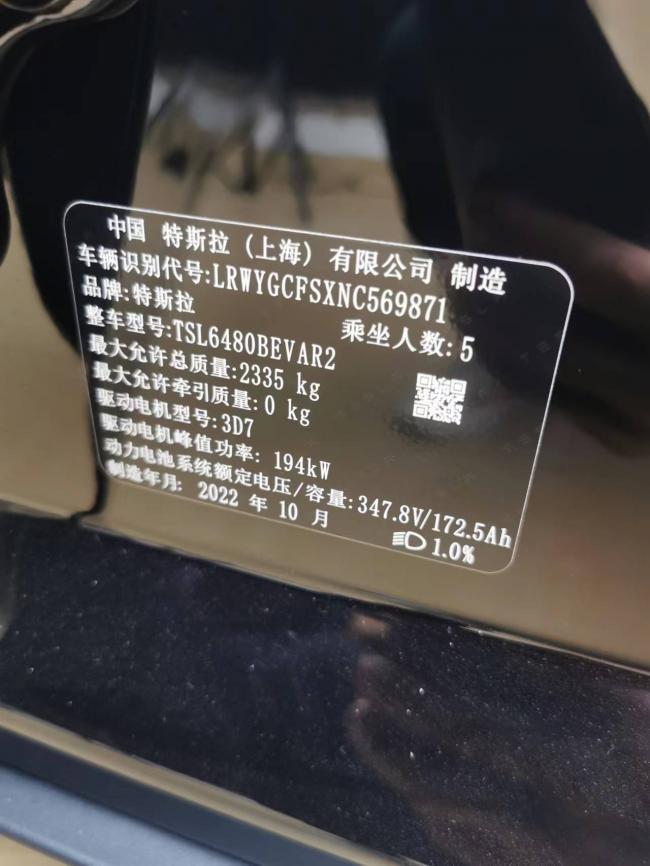 中国 特斯拉 (上海) 有限公司 制造
车辆识别代号:LRWYGCFSXNC569871
品牌:特斯拉 乘坐人数:5
整车型号:TSL6480BEVAR2
最大允许总质量:2335 kg
最大允许牵引质量:0 kg
驱动电机型号:3D7
驱动电机峰值功率: 194kW
动力电池系统额定电压/容量:347.8V/172.5Ah
制造年月: 2022 年 10 月 1.0%